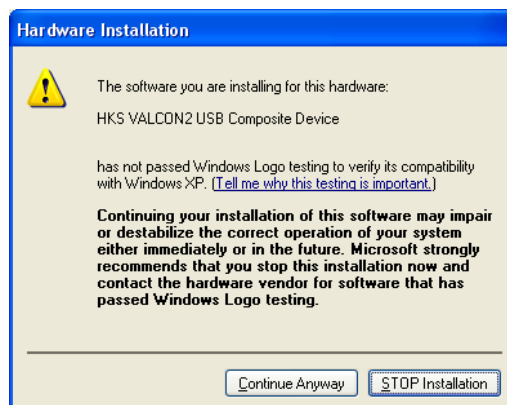 Hardware Installation
The software you are installing for this hardware:
HKS VALCON2 USB Composite Device
has not passed Windows Logo testing to verify its compatibility
with Windows XP. (Tell me why this testing is important.)
Continuing your installation of this software may impair
or destabilize the correct operation of your system
either immediately or in the future. Microsoft strongly
recommends that you stop this installation now and
contact the hardware vendor for software that has
passed Windows Logo testing.
Continue Anyway STOP Installation